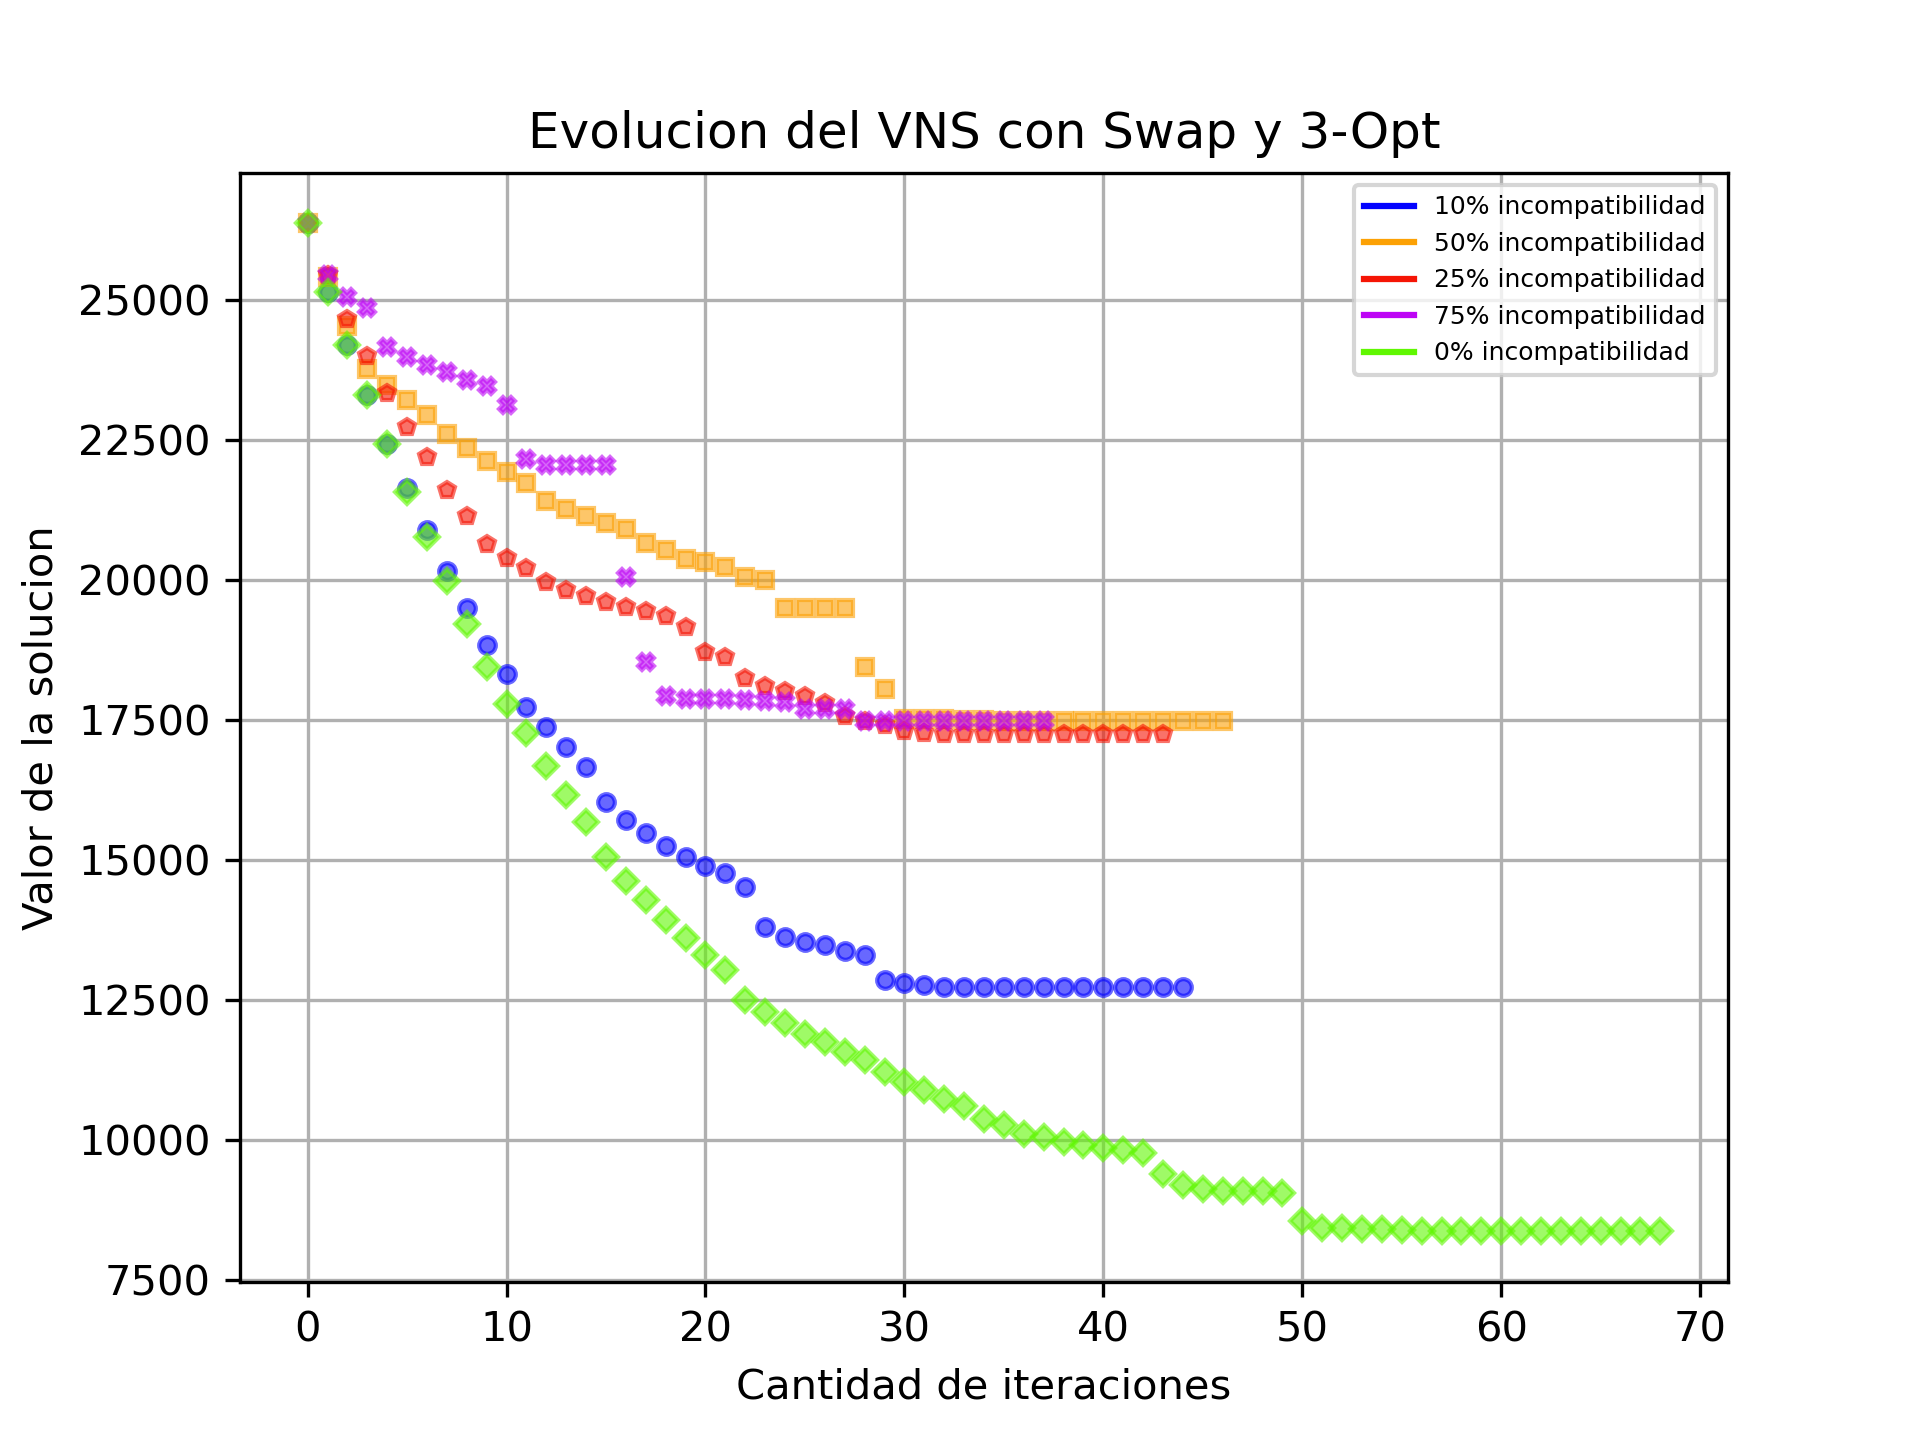 Evolucion del VNS con Swap y 3-Opt
10% incompatibilidad
50% incompatibilidad
25% incompatibilidad
75% incompatibilidad
0% incompatibilidad
Valor de la solucion
25000
22500
20000
17500
15000
12500
10000
7500
0 10 20 30 40 50 60 70
Cantidad de iteraciones